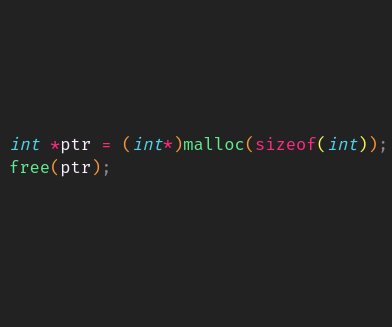 int *ptr = (int*)malloc(sizeof(int));
free(ptr);